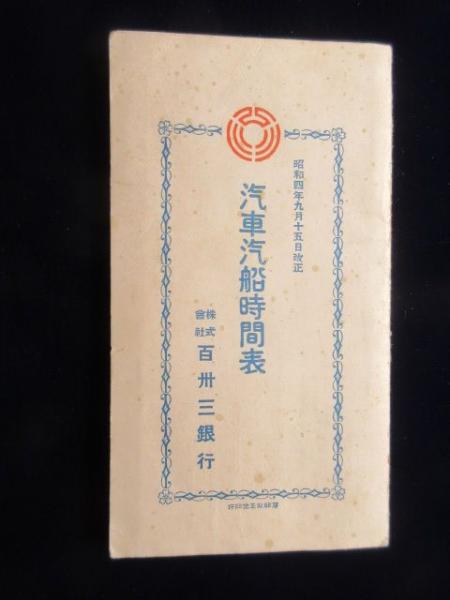 昭和四年九月十五日改正
汽車汽船時間表
株式會社百卅三銀行